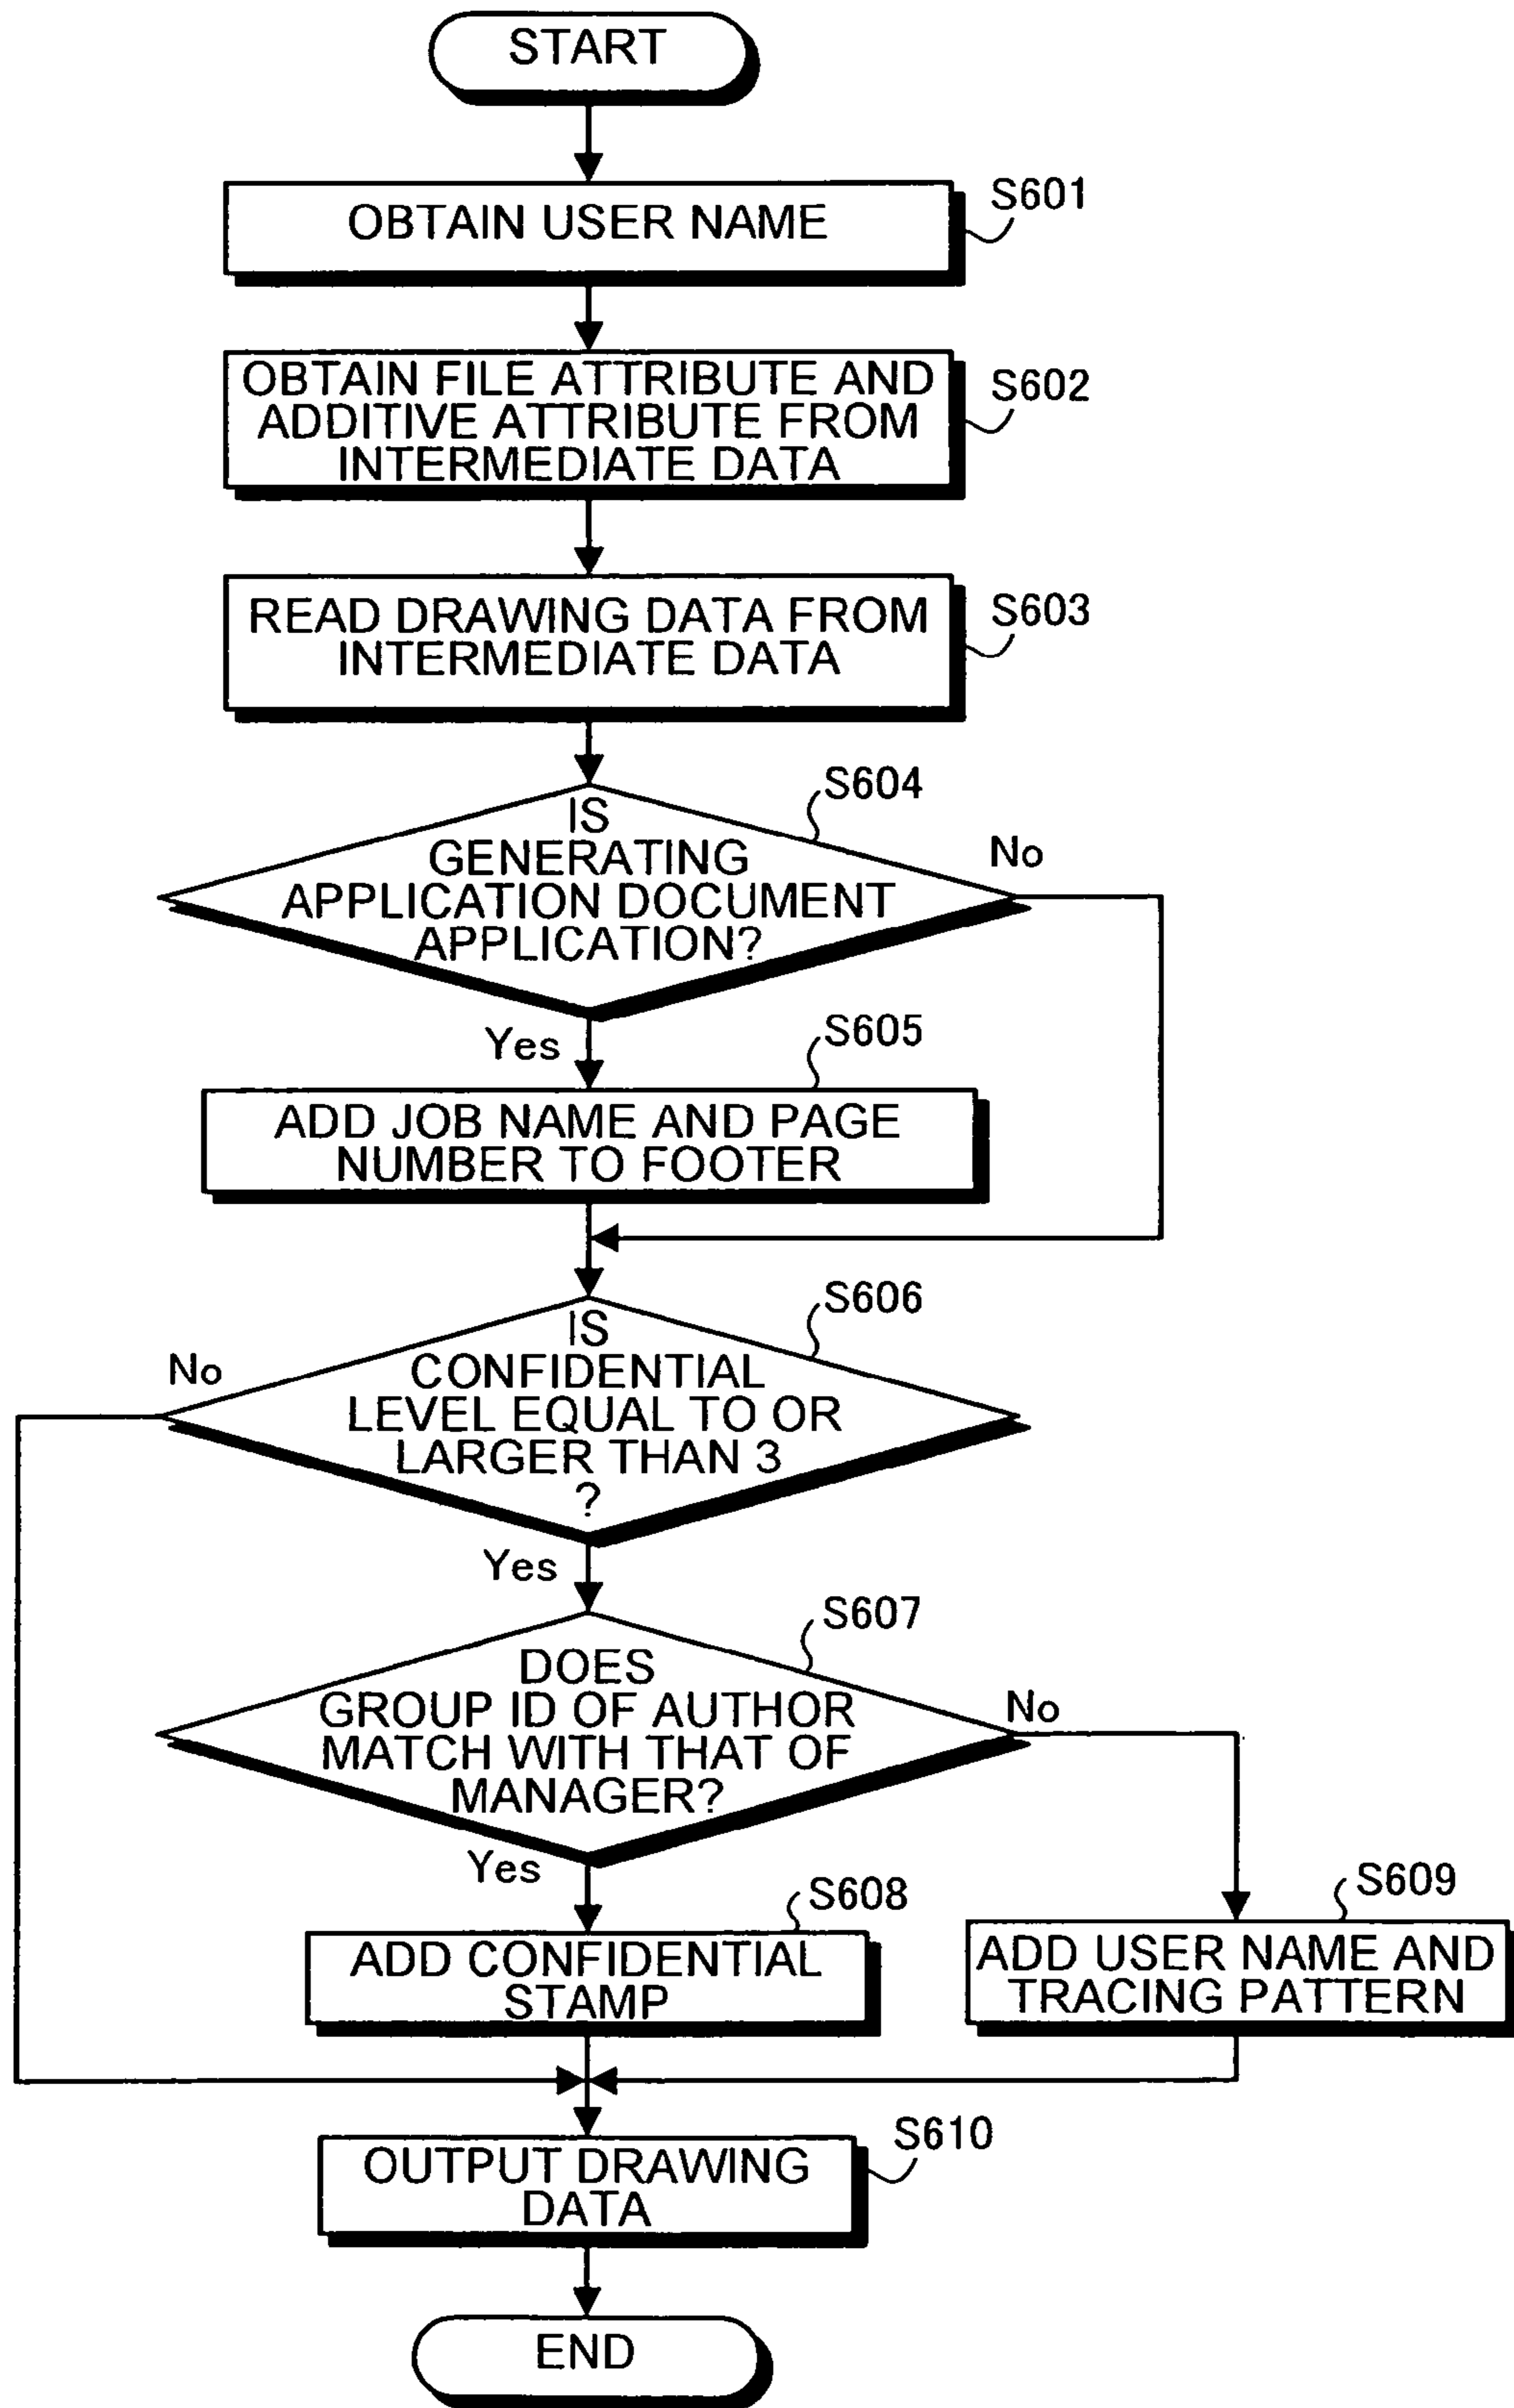 START
OBTAIN USER NAME
S601
OBTAIN FILE ATTRIBUTE AND
ADDITIVE ATTRIBUTE FROM
INTERMEDIATE DATA
S602
READ DRAWING DATA FROM
INTERMEDIATE DATA
S603
S604
IS
GENERATING
APPLICATION DOCUMENT
APPLICATION?
No
Yes
S605
ADD JOB NAME AND PAGE
NUMBER TO FOOTER
S606
IS
CONFIDENTIAL
LEVEL EQUAL TO OR
LARGER THAN 3
?
No
Yes
S607
DOES
GROUP ID OF AUTHOR
MATCH WITH THAT OF
MANAGER?
No
Yes
S608
ADD CONFIDENTIAL
STAMP
S609
ADD USER NAME AND
TRACING PATTERN
S610
OUTPUT DRAWING
DATA
END